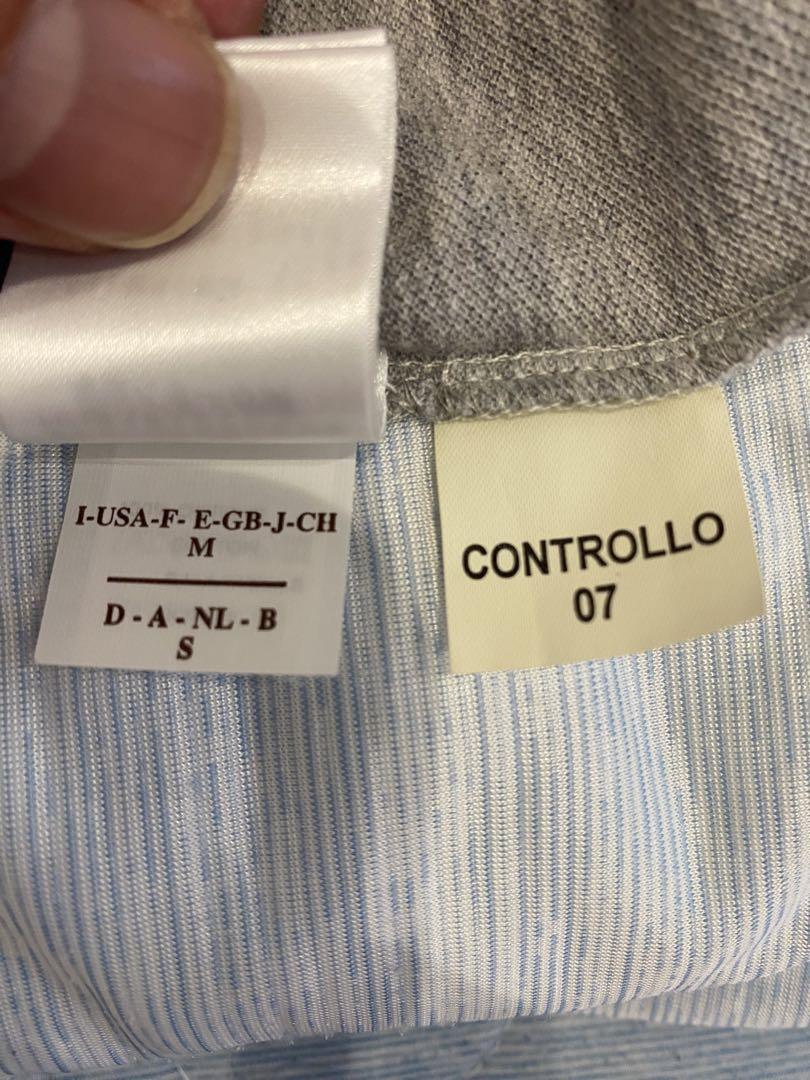 I-USA-F- E-GB-J-CH
M
D - A - NL - B
S
CONTROLLO
07